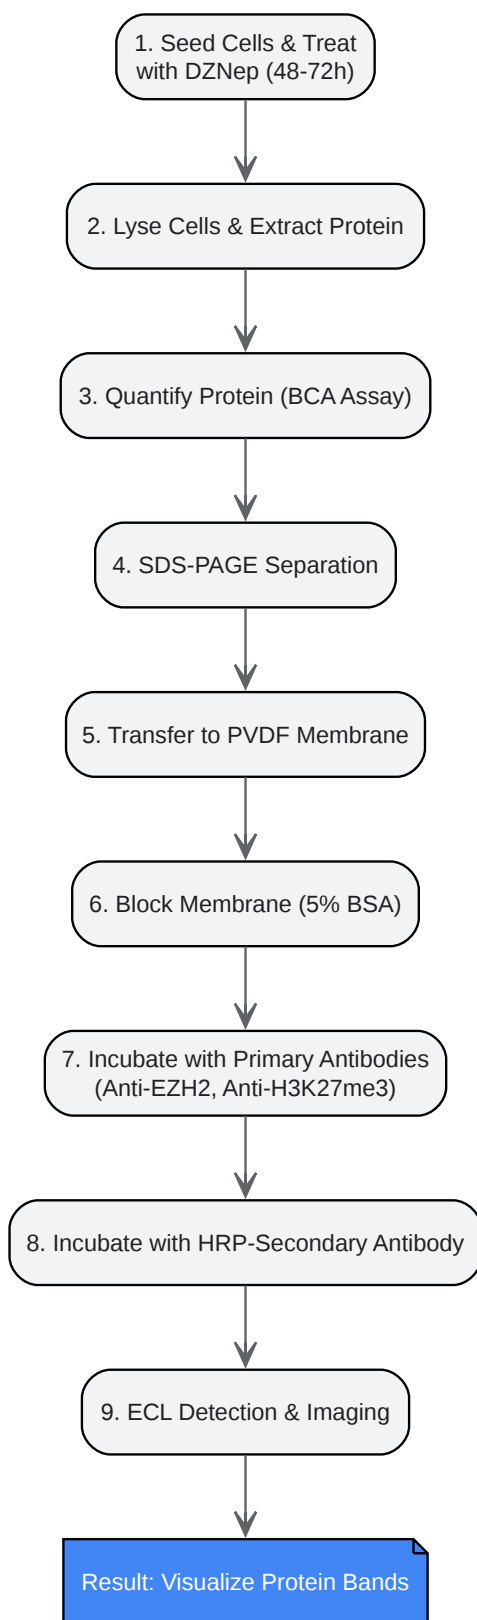 1. Seed Cells & Treat
with DZNep (48-72h)
2. Lyse Cells & Extract Protein
3. Quantify Protein (BCA Assay)
4. SDS-PAGE Separation
5. Transfer to PVDF Membrane
6. Block Membrane (5% BSA)
7. Incubate with Primary Antibodies
(Anti-EZH2, Anti-H3K27me3)
8. Incubate with HRP-Secondary Antibody
9. ECL Detection & Imaging
Result: Visualize Protein Bands